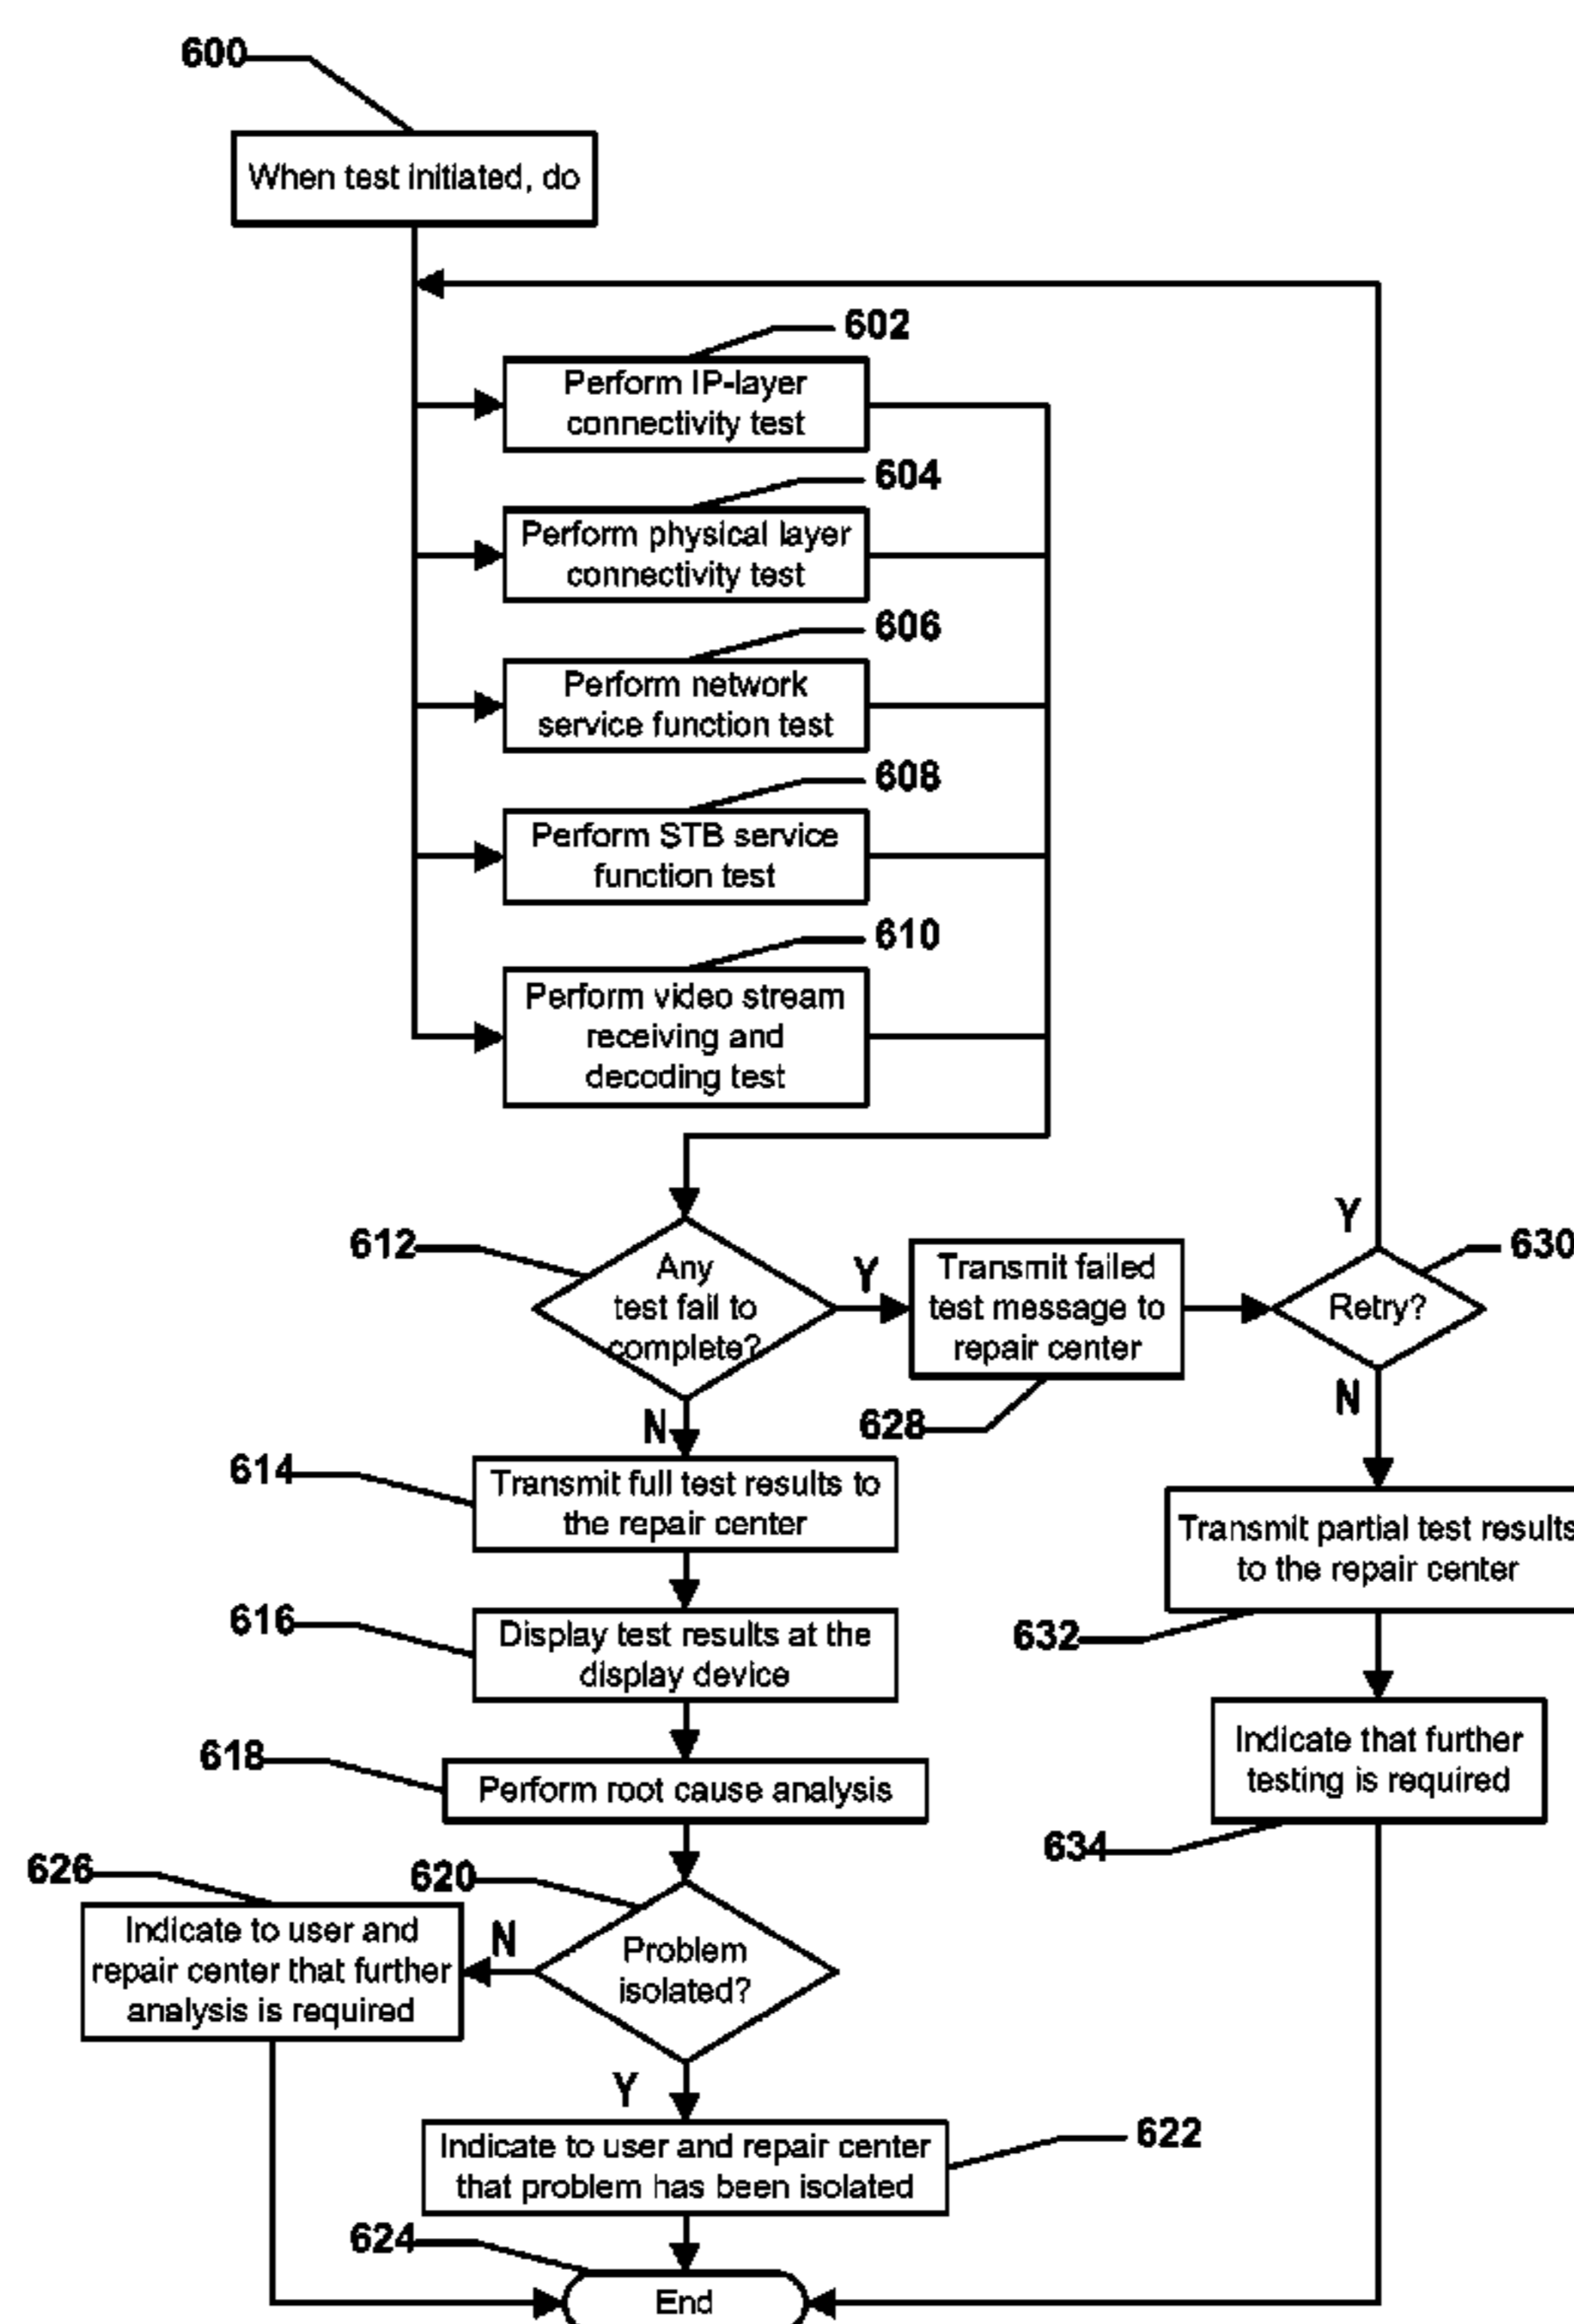 600
When test initiated, do
602
Perform IP-layer
connectivity test
604
Perform physical layer
connectivity test
606
Perform network
service function test
608
Perform STB service
function test
610
Perform video stream
receiving and
decoding test
612
Any
test fail to
complete?
Y
Transmit failed
test message to
repair center
628
Y
630
Retry?
N
N
614
Transmit full test results to
the repair center
Transmit partial test results
to the repair center
632
616
Display test results at the
display device
Indicate that further
testing is required
634
618
Perform root cause analysis
626
Indicate to user and
repair center that further
analysis is required
620
N
Problem
isolated?
Y
Indicate to user and repair center
that problem has been isolated
622
624
End